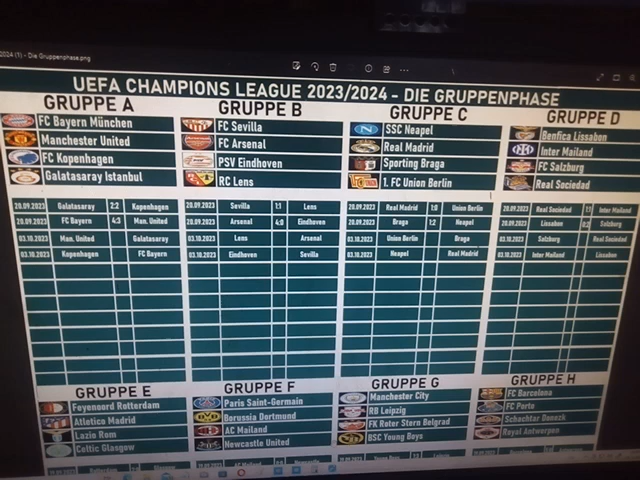 2024 (1) - Die Gruppenphase.png
UEFA CHAMPIONS LEAGUE 2023/2024 - DIE GRUPPENPHASE
GRUPPE A
FC Bayern München
Manchester United
FC Kopenhagen
Galatasaray Istanbul
20.09.2023 Galatasaray 2:2 Kopenhagen
20.09.2023 FC Bayern 4:3 Man. United
03.10.2023 Man. United Galatasaray
03.10.2023 Kopenhagen FC Bayern
GRUPPE B
FC Sevilla
FC Arsenal
PSV Eindhoven
RC Lens
20.09.2023 Sevilla 1:1 Lens
20.09.2023 Arsenal 4:0 Eindhoven
03.10.2023 Lens Arsenal
03.10.2023 Eindhoven Sevilla
GRUPPE C
SSC Neapel
Real Madrid
Sporting Braga
1. FC Union Berlin
20.09.2023 Real Madrid 1:0 Union Berlin
20.09.2023 Braga 1:2 Neapel
03.10.2023 Union Berlin Braga
03.10.2023 Neapel Real Madrid
GRUPPE D
Benfica Lissabon
Inter Mailand
FC Salzburg
Real Sociedad
20.09.2023 Real Sociedad 1:1 Inter Mailand
20.09.2023 Lissabon 0:2 Salzburg
03.10.2023 Salzburg Real Sociedad
03.10.2023 Inter Mailand Lissabon
GRUPPE E
Feyenoord Rotterdam
Atletico Madrid
Lazio Rom
Celtic Glasgow
GRUPPE F
Paris Saint-Germain
Borussia Dortmund
AC Mailand
Newcastle United
GRUPPE G
Manchester City
RB Leipzig
FK Roter Stern Belgrad
BSC Young Boys
GRUPPE H
FC Barcelona
FC Porto
Schachtar Donezk
Royal Antwerpen